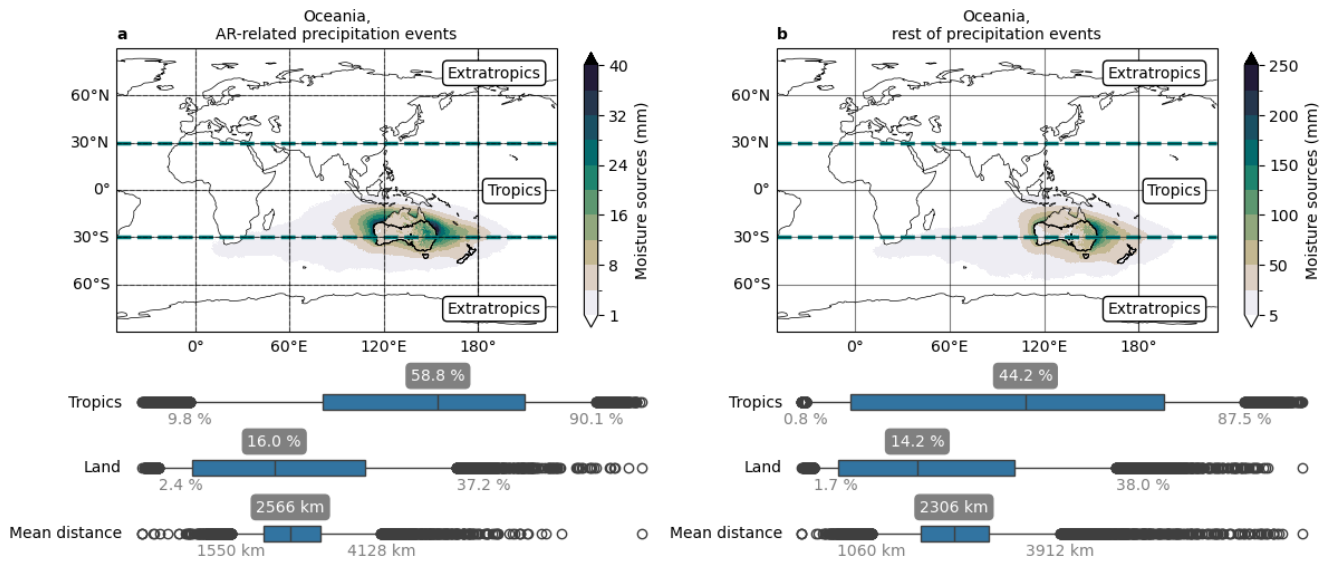 a
Oceania,
AR-related precipitation events
Extratropics
Tropics
Extratropics
60°N
30°N
0°
30°S
60°S
0°
60°E
120°E
180°
40
32
24
16
8
1
Moisture sources (mm)
58.8 %
Tropics
9.8 %
90.1 %
16.0 %
Land
2.4 %
37.2 %
2566 km
Mean distance
1550 km
4128 km
b
Oceania,
rest of precipitation events
Extratropics
Tropics
Extratropics
60°N
30°N
0°
30°S
60°S
0°
60°E
120°E
180°
250
200
150
100
50
5
Moisture sources (mm)
44.2 %
Tropics
0.8 %
87.5 %
14.2 %
Land
1.7 %
38.0 %
2306 km
Mean distance
1060 km
3912 km